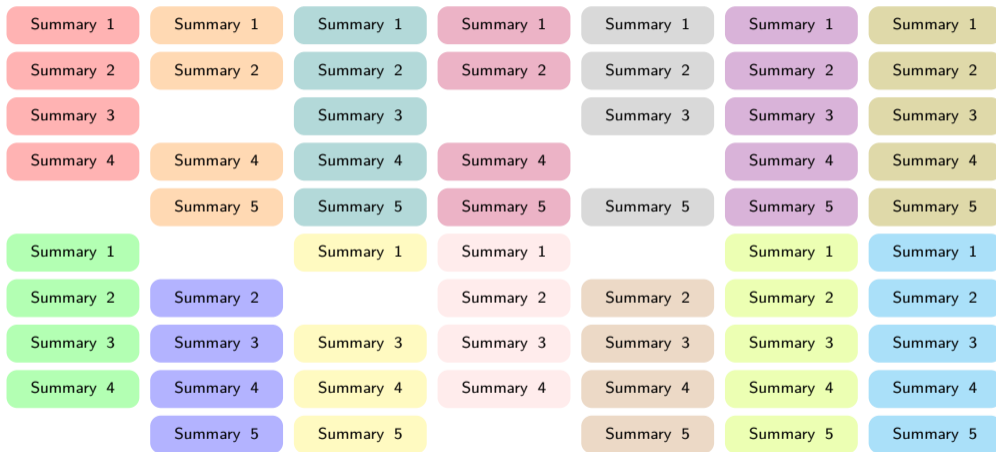 Summary 1 Summary 1 Summary 1 Summary 1 Summary 1 Summary 1 Summary 1
Summary 2 Summary 2 Summary 2 Summary 2 Summary 2 Summary 2 Summary 2
Summary 3 Summary 3 Summary 3 Summary 3 Summary 3
Summary 4 Summary 4 Summary 4 Summary 4 Summary 4 Summary 4
Summary 5 Summary 5 Summary 5 Summary 5 Summary 5 Summary 5
Summary 1 Summary 1 Summary 1 Summary 1 Summary 1
Summary 2 Summary 2 Summary 2 Summary 2 Summary 2 Summary 2
Summary 3 Summary 3 Summary 3 Summary 3 Summary 3 Summary 3 Summary 3
Summary 4 Summary 4 Summary 4 Summary 4 Summary 4 Summary 4 Summary 4
Summary 5 Summary 5 Summary 5 Summary 5 Summary 5